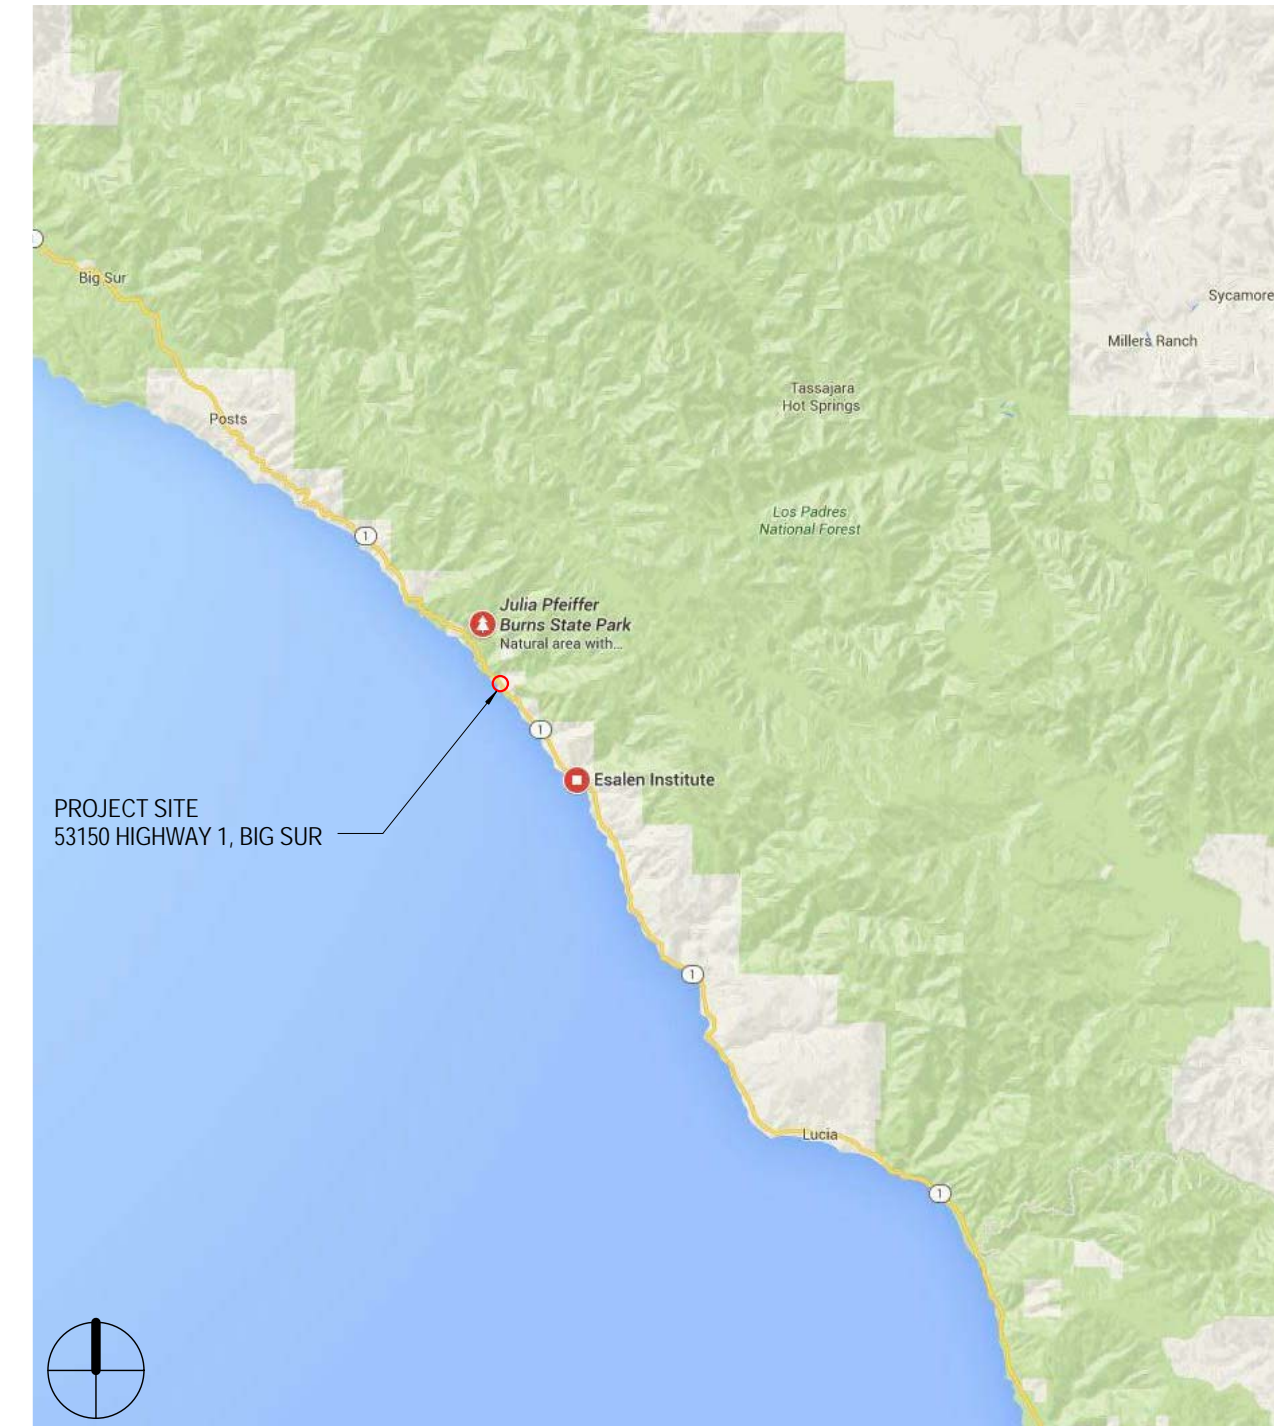 1
Big Sur
Sycamore
Millers Ranch
Tassajara
Hot Springs
Posts
Los Padres
National Forest
1
Julia Pfeiffer
Burns State Park
Natural area with...
1
Esalen Institute
PROJECT SITE
53150 HIGHWAY 1, BIG SUR
1
Lucia
1